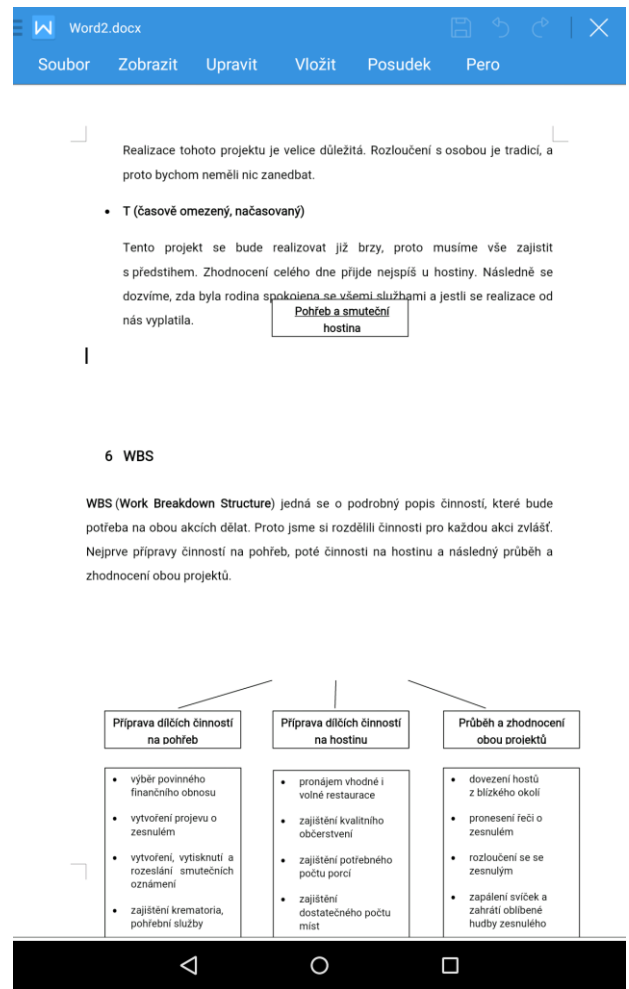 Word2.docx
Soubor Zobrazit Upravit Vložit Posudek Pero
Realizace tohoto projektu je velice důležitá. Rozloučení s osobou je tradicí, a
proto bychom neměli nic zanedbat.
• T (časově omezený, načasovaný)
Tento projekt se bude realizovat již brzy, proto musíme vše zajistit
s předstihem. Zhodnocení celého dne přijde nejspíš u hostiny. Následně se
dozvíme, zda byla rodina spokojena se všemi službami a jestli se realizace od
nás vyplatila.
Pohřeb a smuteční
hostina
6 WBS
WBS (Work Breakdown Structure) jedná se o podrobný popis činností, které bude
potřeba na obou akcích dělat. Proto jsme si rozdělili činnosti pro každou akci zvlášť.
Nejprve přípravy činností na pohřeb, poté činnosti na hostinu a následný průběh a
zhodnocení obou projektů.
Příprava dílčích činností
na pohřeb
• výběr povinného
finančního obnosu
• vytvoření projevu o
zesnulém
• vytvoření, vytisknutí a
rozeslání smutečních
oznámení
• zajištění krematoria,
pohřební služby
Příprava dílčích činností
na hostinu
• pronájem vhodné i
volné restaurace
• zajištění kvalitního
občerstvení
• zajištění potřebného
počtu porcí
• zajištění
dostatečného počtu
míst
Průběh a zhodnocení
obou projektů
• dovezení hostů
z blízkého okolí
• pronesení řeči o
zesnulém
• rozloučení se se
zesnulým
• zapálení svíček a
zahrátí oblíbené
hudby zesnulého